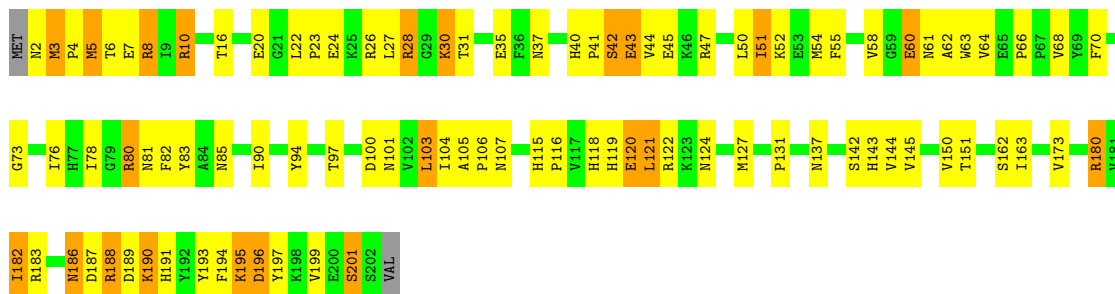 MET N2 M3 P4 M5 T6 E7 R8 I9 R10 T16 E20 G21 L22 P23 E24 K25 R26 L27 R28 G29 K30 T31 E35 F36 N37 H40 P41 S42 E43 V44 E45 K46 R47 L50 I51 K52 E53 M54 F55 V58 G59 E60 N61 A62 W63 V64 E65 P66 P67 V68 Y69 F70
G73 I76 H77 I78 G79 R80 N81 F82 Y83 A84 N85 I90 Y94 T97 D100 N101 V102 L103 I104 A105 P106 N107 H115 P116 V117 H118 H119 E120 L121 R122 K123 N124 M127 P131 N137 S142 H143 V144 V145 V150 T151 S162 I163 V173 R180 V181
I182 R183 N186 D187 R188 D189 K190 H191 Y192 Y193 F194 K195 D196 Y197 K198 V199 E200 S201 S202 VAL